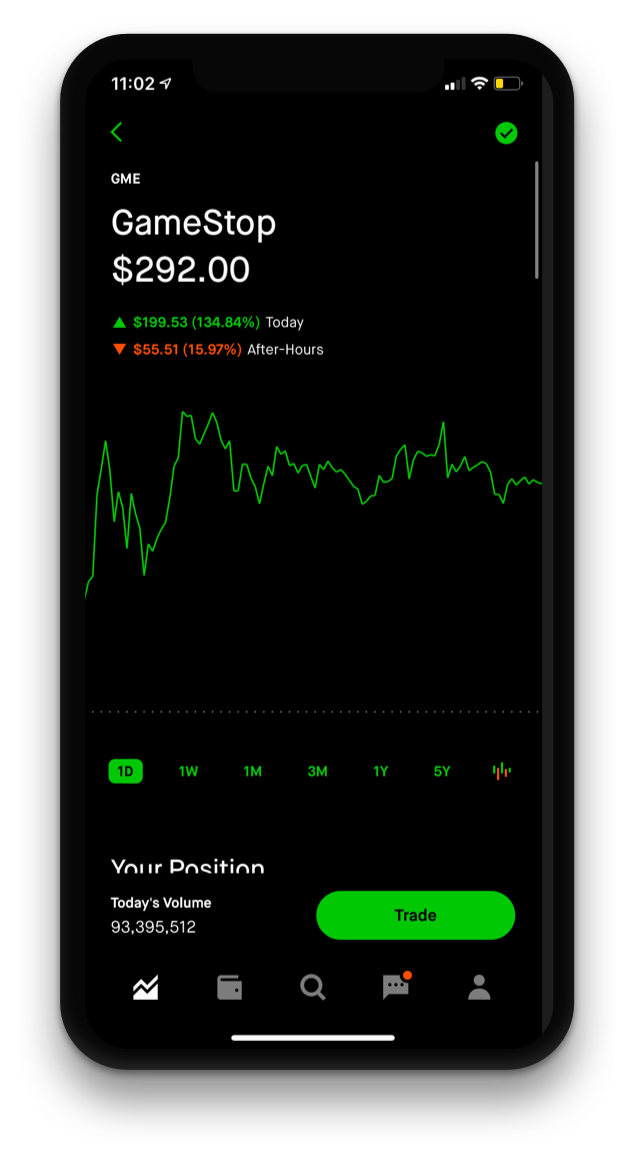 11:02
GME
GameStop
$292.00
$199.53 (134.84%) Today
$55.51 (15.97%) After-Hours
1D 1W 1M 3M 1Y 5Y
Your Position
Today's Volume
93,395,512
Trade